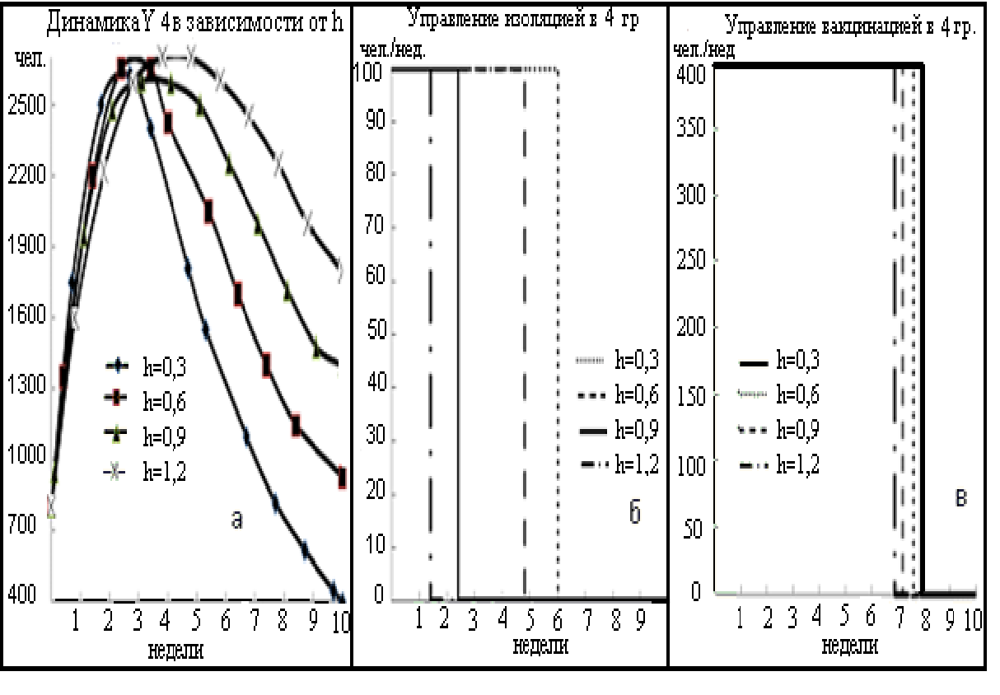 Динамика Y 4 в зависимости от h
чел.
2500
2200
1900
1600
1300
1000
700
400
h=0,3
h=0,6
h=0,9
h=1,2
а
1 2 3 4 5 6 7 8 9 10
недели
Управление изоляцией в 4 гр
чел./нед.
100
90
80
70
60
50
40
30
20
10
0
h=0,3
h=0,6
h=0,9
h=1,2
б
1 2 3 4 5 6 7 8 9
недели
Управление вакцинацией в 4 гр.
чел./нед
400
350
300
250
200
150
100
50
0
h=0,3
h=0,6
h=0,9
h=1,2
в
1 2 3 4 5 6 7 8 9 10
недели